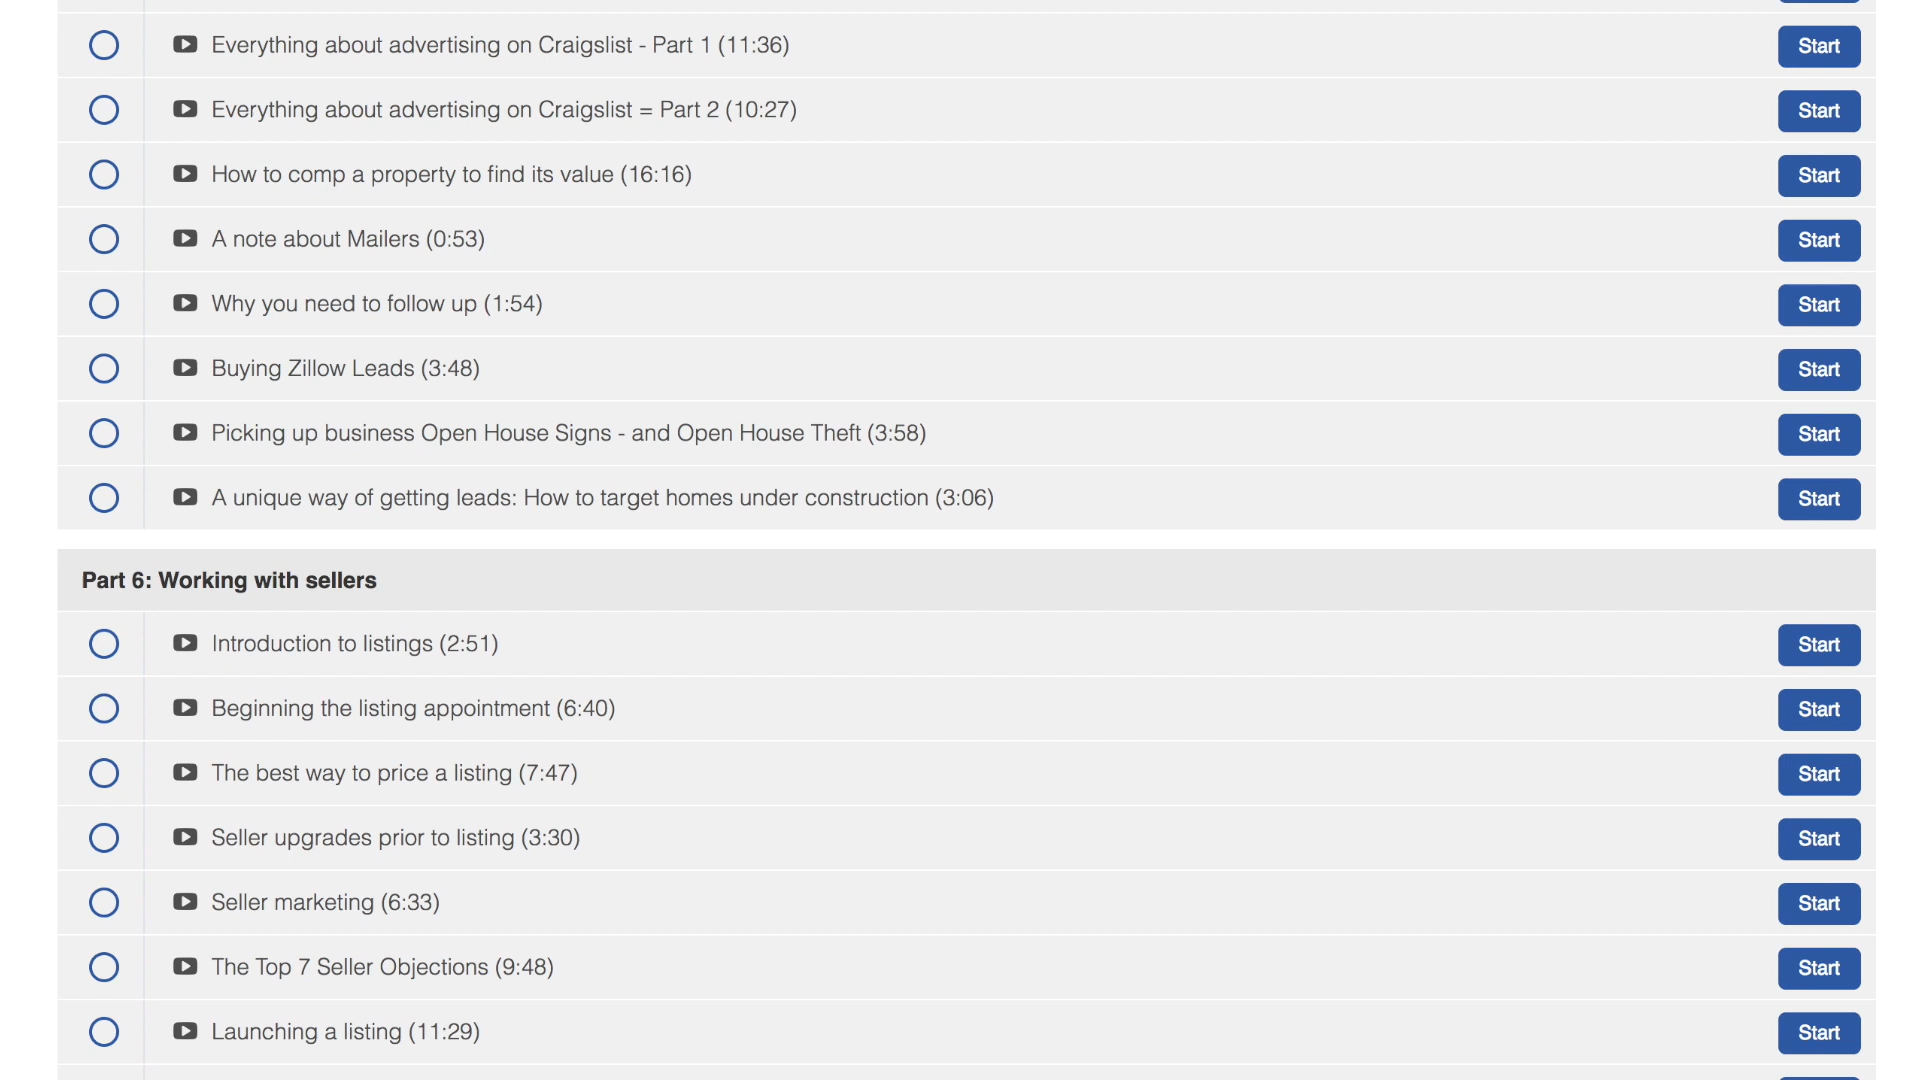 Everything about advertising on Craigslist - Part 1 (11:36) Start
Everything about advertising on Craigslist = Part 2 (10:27) Start
How to comp a property to find its value (16:16) Start
A note about Mailers (0:53) Start
Why you need to follow up (1:54) Start
Buying Zillow Leads (3:48) Start
Picking up business Open House Signs - and Open House Theft (3:58) Start
A unique way of getting leads: How to target homes under construction (3:06) Start
Part 6: Working with sellers
Introduction to listings (2:51) Start
Beginning the listing appointment (6:40) Start
The best way to price a listing (7:47) Start
Seller upgrades prior to listing (3:30) Start
Seller marketing (6:33) Start
The Top 7 Seller Objections (9:48) Start
Launching a listing (11:29) Start